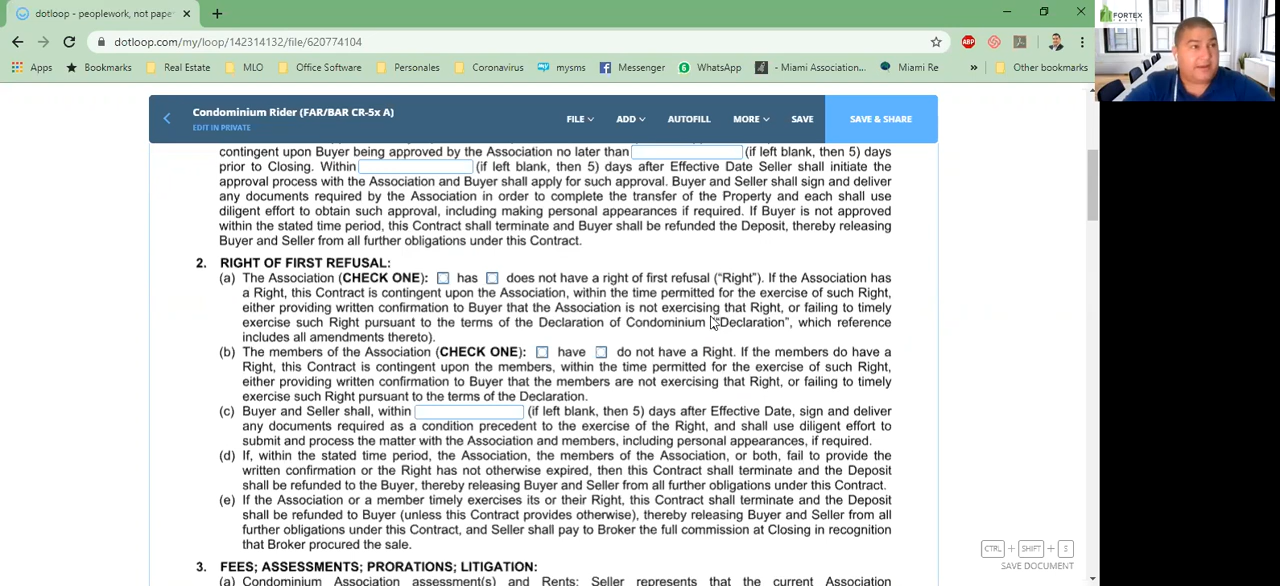 dotloop - peoplework, not pape
dotloop.com/my/loop/142314132/file/620774104
ABP
FORTEX
Apps Bookmarks Real Estate MLO Office Software Personales Coronavirus mysms Messenger WhatsApp - Miami Association... Miami Re » Other bookmarks
Condominium Rider (FAR/BAR CR-5x A)
EDIT IN PRIVATE
FILE ADD AUTOFILL MORE SAVE SAVE & SHARE
contingent upon Buyer being approved by the Association no later than (if left blank, then 5) days
prior to Closing. Within (if left blank, then 5) days after Effective Date Seller shall initiate the
approval process with the Association and Buyer shall apply for such approval. Buyer and Seller shall sign and deliver
any documents required by the Association in order to complete the transfer of the Property and each shall use
diligent effort to obtain such approval, including making personal appearances if required. If Buyer is not approved
within the stated time period, this Contract shall terminate and Buyer shall be refunded the Deposit, thereby releasing
Buyer and Seller from all further obligations under this Contract.
2. RIGHT OF FIRST REFUSAL:
(a) The Association (CHECK ONE): has does not have a right of first refusal ("Right"). If the Association has
a Right, this Contract is contingent upon the Association, within the time permitted for the exercise of such Right,
either providing written confirmation to Buyer that the Association is not exercising that Right, or failing to timely
exercise such Right pursuant to the terms of the Declaration of Condominium "Declaration", which reference
includes all amendments thereto).
(b) The members of the Association (CHECK ONE): have do not have a Right. If the members do have a
Right, this Contract is contingent upon the members, within the time permitted for the exercise of such Right,
either providing written confirmation to Buyer that the members are not exercising that Right, or failing to timely
exercise such Right pursuant to the terms of the Declaration.
(c) Buyer and Seller shall, within (if left blank, then 5) days after Effective Date, sign and deliver
any documents required as a condition precedent to the exercise of the Right, and shall use diligent effort to
submit and process the matter with the Association and members, including personal appearances, if required.
(d) If, within the stated time period, the Association, the members of the Association, or both, fail to provide the
written confirmation or the Right has not otherwise expired, then this Contract shall terminate and the Deposit
shall be refunded to the Buyer, thereby releasing Buyer and Seller from all further obligations under this Contract.
(e) If the Association or a member timely exercises its or their Right, this Contract shall terminate and the Deposit
shall be refunded to Buyer (unless this Contract provides otherwise), thereby releasing Buyer and Seller from all
further obligations under this Contract, and Seller shall pay to Broker the full commission at Closing in recognition
that Broker procured the sale.
3. FEES; ASSESSMENTS; PRORATIONS; LITIGATION:
(a) Condominium Association assessment(s) and Rents: Seller represents that the current Association
CTRL + SHIFT + S
SAVE DOCUMENT